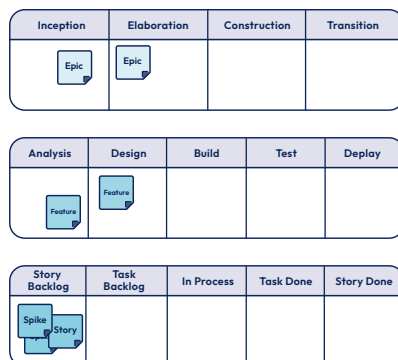 Inception Elaboration Construction Transition
Epic Epic
Analysis Design Build Test Deplay
Feature Feature
Story Backlog Task Backlog In Process Task Done Story Done
Spike
Story